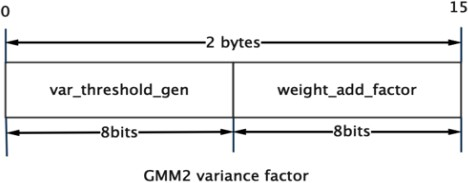 0 15
2 bytes
var_threshold_gen weight_add_factor
8bits 8bits
GMM2 variance factor